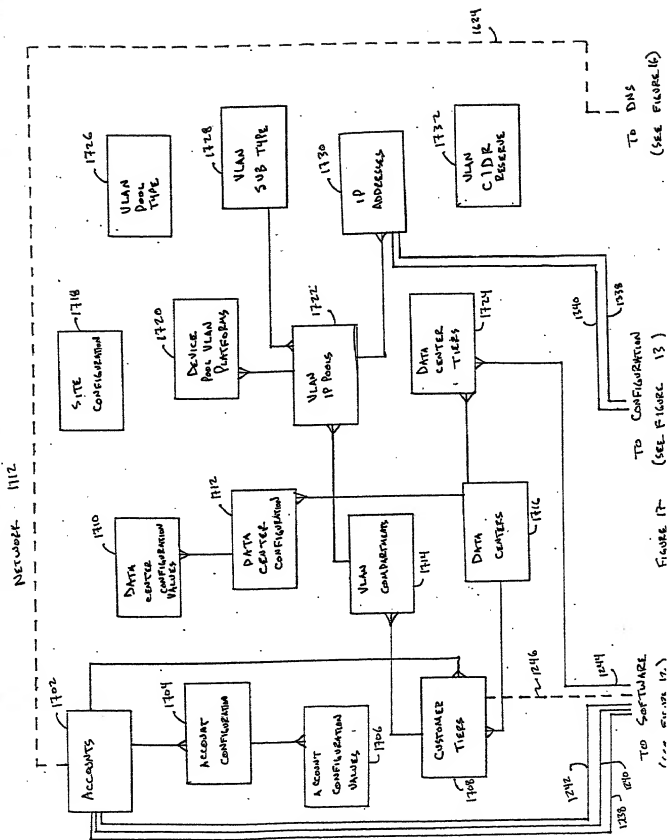 NETWORK 1712
1702
ACCOUNTS
1704
ACCOUNT
CONFIGURATION
ACCOUNT
CONFIGURATION
VALUES
1706
CUSTOMER
TIERS
1708
1710
DATA
CENTER
CONFIGURATION
VALUES
1712
DATA
CENTER
CONFIGURATION
VLAN
COMPARTMENTS
1714
DATA
CENTERS
1716
1718
SITE
CONFIGURATION
1720
DEVICE
POOL VLAN
PLATFORMS
1722
VLAN
IP POOLS
DATA
CENTER
TIERS
1724
1726
VLAN
POOL
TYPE
1728
VLAN
SUB TYPE
1730
IP
ADDRESSES
1732
VLAN
CIDR
RESERVE
1624
1246
1244
1242
1240
1238
1240
1238
TO SOFTWARE
TO CONFIGURATION
(SEE FIGURE 13)
TO DNS
(SEE FIGURE 16)
FIGURE 17